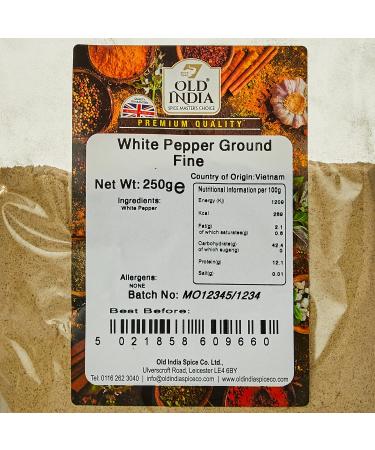 OLD®
INDIA
SPICE MASTER'S CHOICE
PREMIUM QUALITY
White Pepper Ground
Fine
Country of Origin:Vietnam
Net Wt: 250g e
Ingredients:
White Pepper
Nutritional Information per 100g
Energy (Kj) 1209
Kcal 289
Fat(g) 2.1
of which saturates(g) 0.6
Carbohydrate(g) 42.4
of which sugars(g) 0
Protein(g) 12.1
Salt(g) 0.01
Allergens:
NONE
Batch No: MO12345/1234
Best Before:
5 021858 609660
Old India Spice Co. Ltd.,
Ulverscroft Road, Leicester LE4 6BY
Tel: 0116 262 3040 | info@oldindiaspiceco.com | www.oldindiaspiceco.com